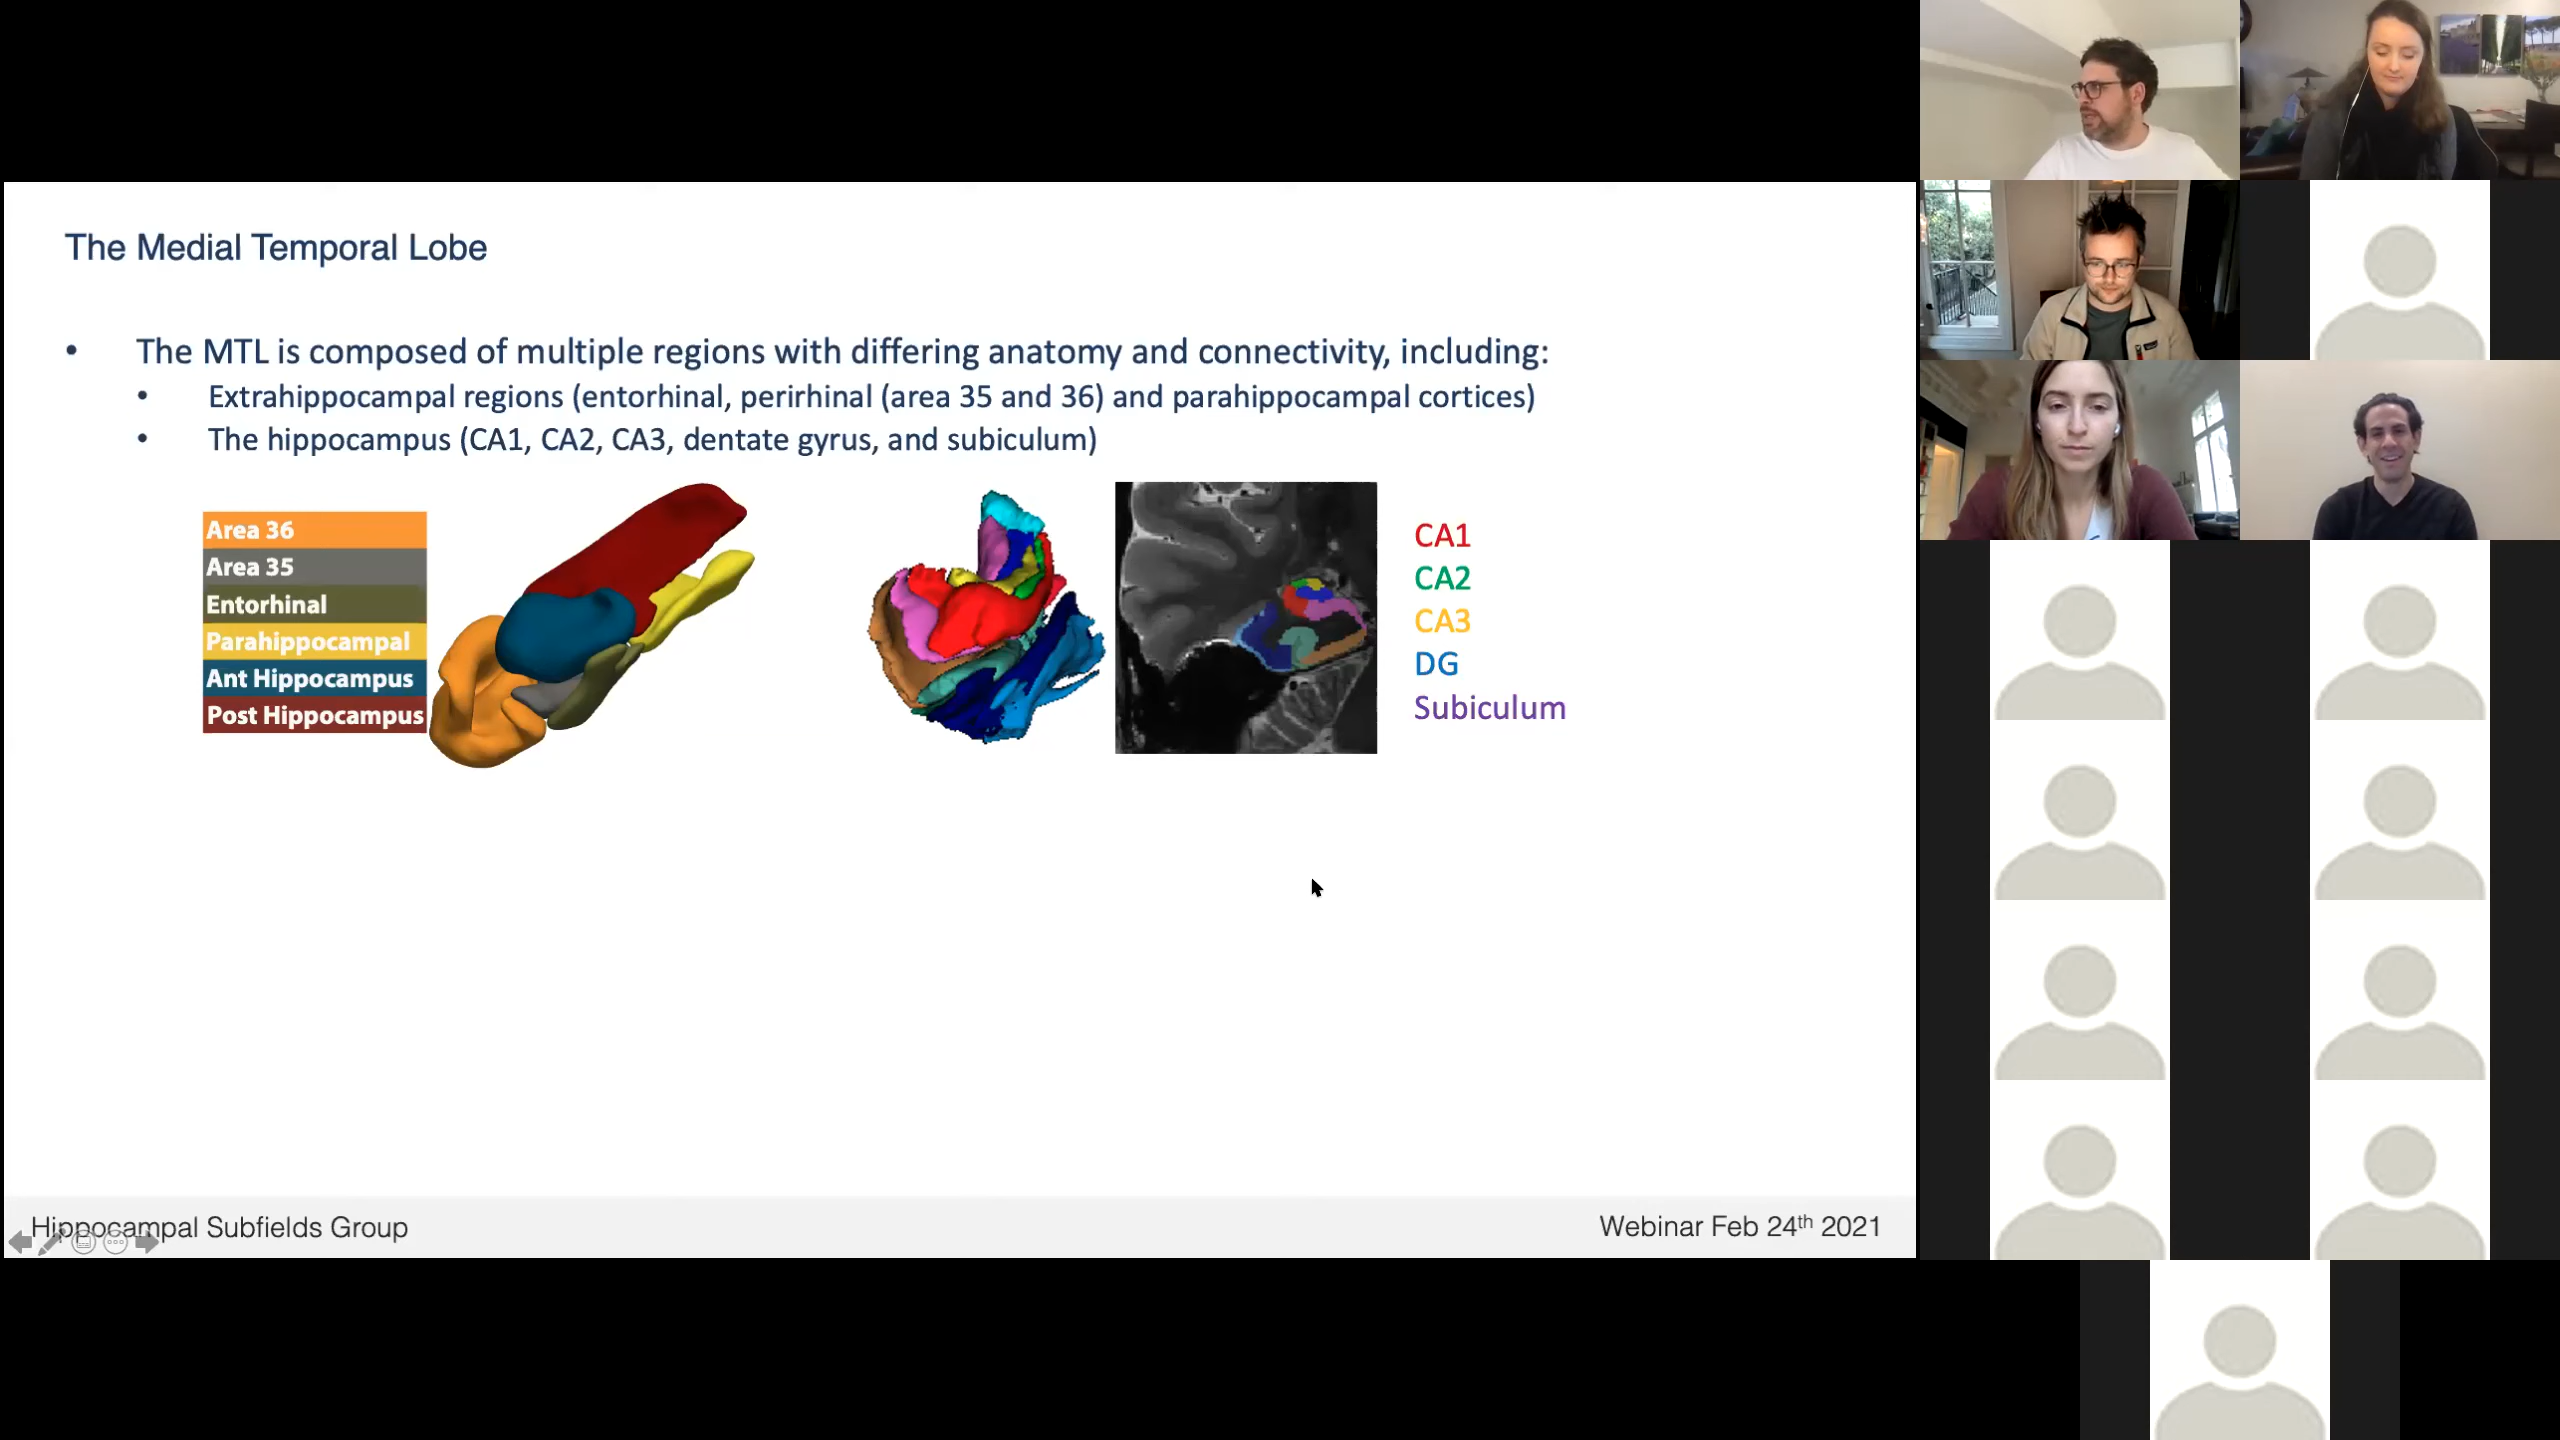 The Medial Temporal Lobe
• The MTL is composed of multiple regions with differing anatomy and connectivity, including:
• Extrahippocampal regions (entorhinal, perirhinal (area 35 and 36) and parahippocampal cortices)
• The hippocampus (CA1, CA2, CA3, dentate gyrus, and subiculum)
Area 36
Area 35
Entorhinal
Parahippocampal
Ant Hippocampus
Post Hippocampus
CA1
CA2
CA3
DG
Subiculum
Hippocampal Subfields Group
Webinar Feb 24th 2021